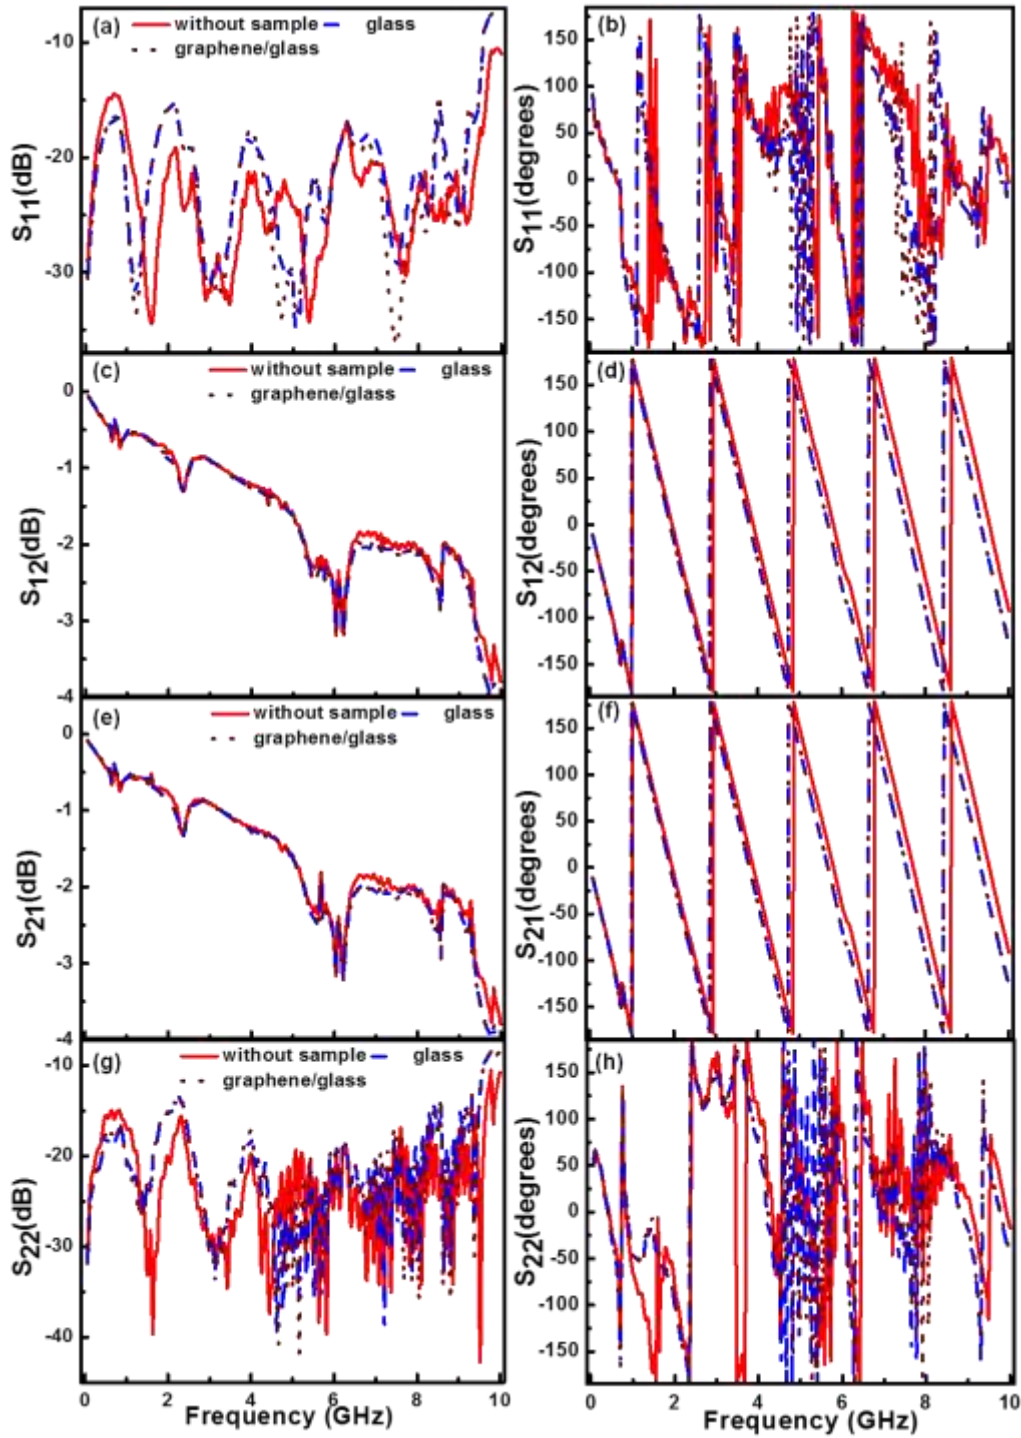 (a) without sample glass
graphene/glass
-10
-20
-30
S11(dB)
(b)
150
100
50
0
-50
-100
-150
S11(degrees)
(c) without sample glass
graphene/glass
0
-1
-2
-3
-4
S12(dB)
(d)
150
100
50
0
-50
-100
-150
S12(degrees)
(e) without sample glass
graphene/glass
0
-1
-2
-3
-4
S21(dB)
(f)
150
100
50
0
-50
-100
-150
S21(degrees)
(g) without sample glass
graphene/glass
-10
-20
-30
-40
S22(dB)
0 2 4 6 8 10
Frequency (GHz)
(h)
150
100
50
0
-50
-100
-150
S22(degrees)
0 2 4 6 8 10
Frequency (GHz)